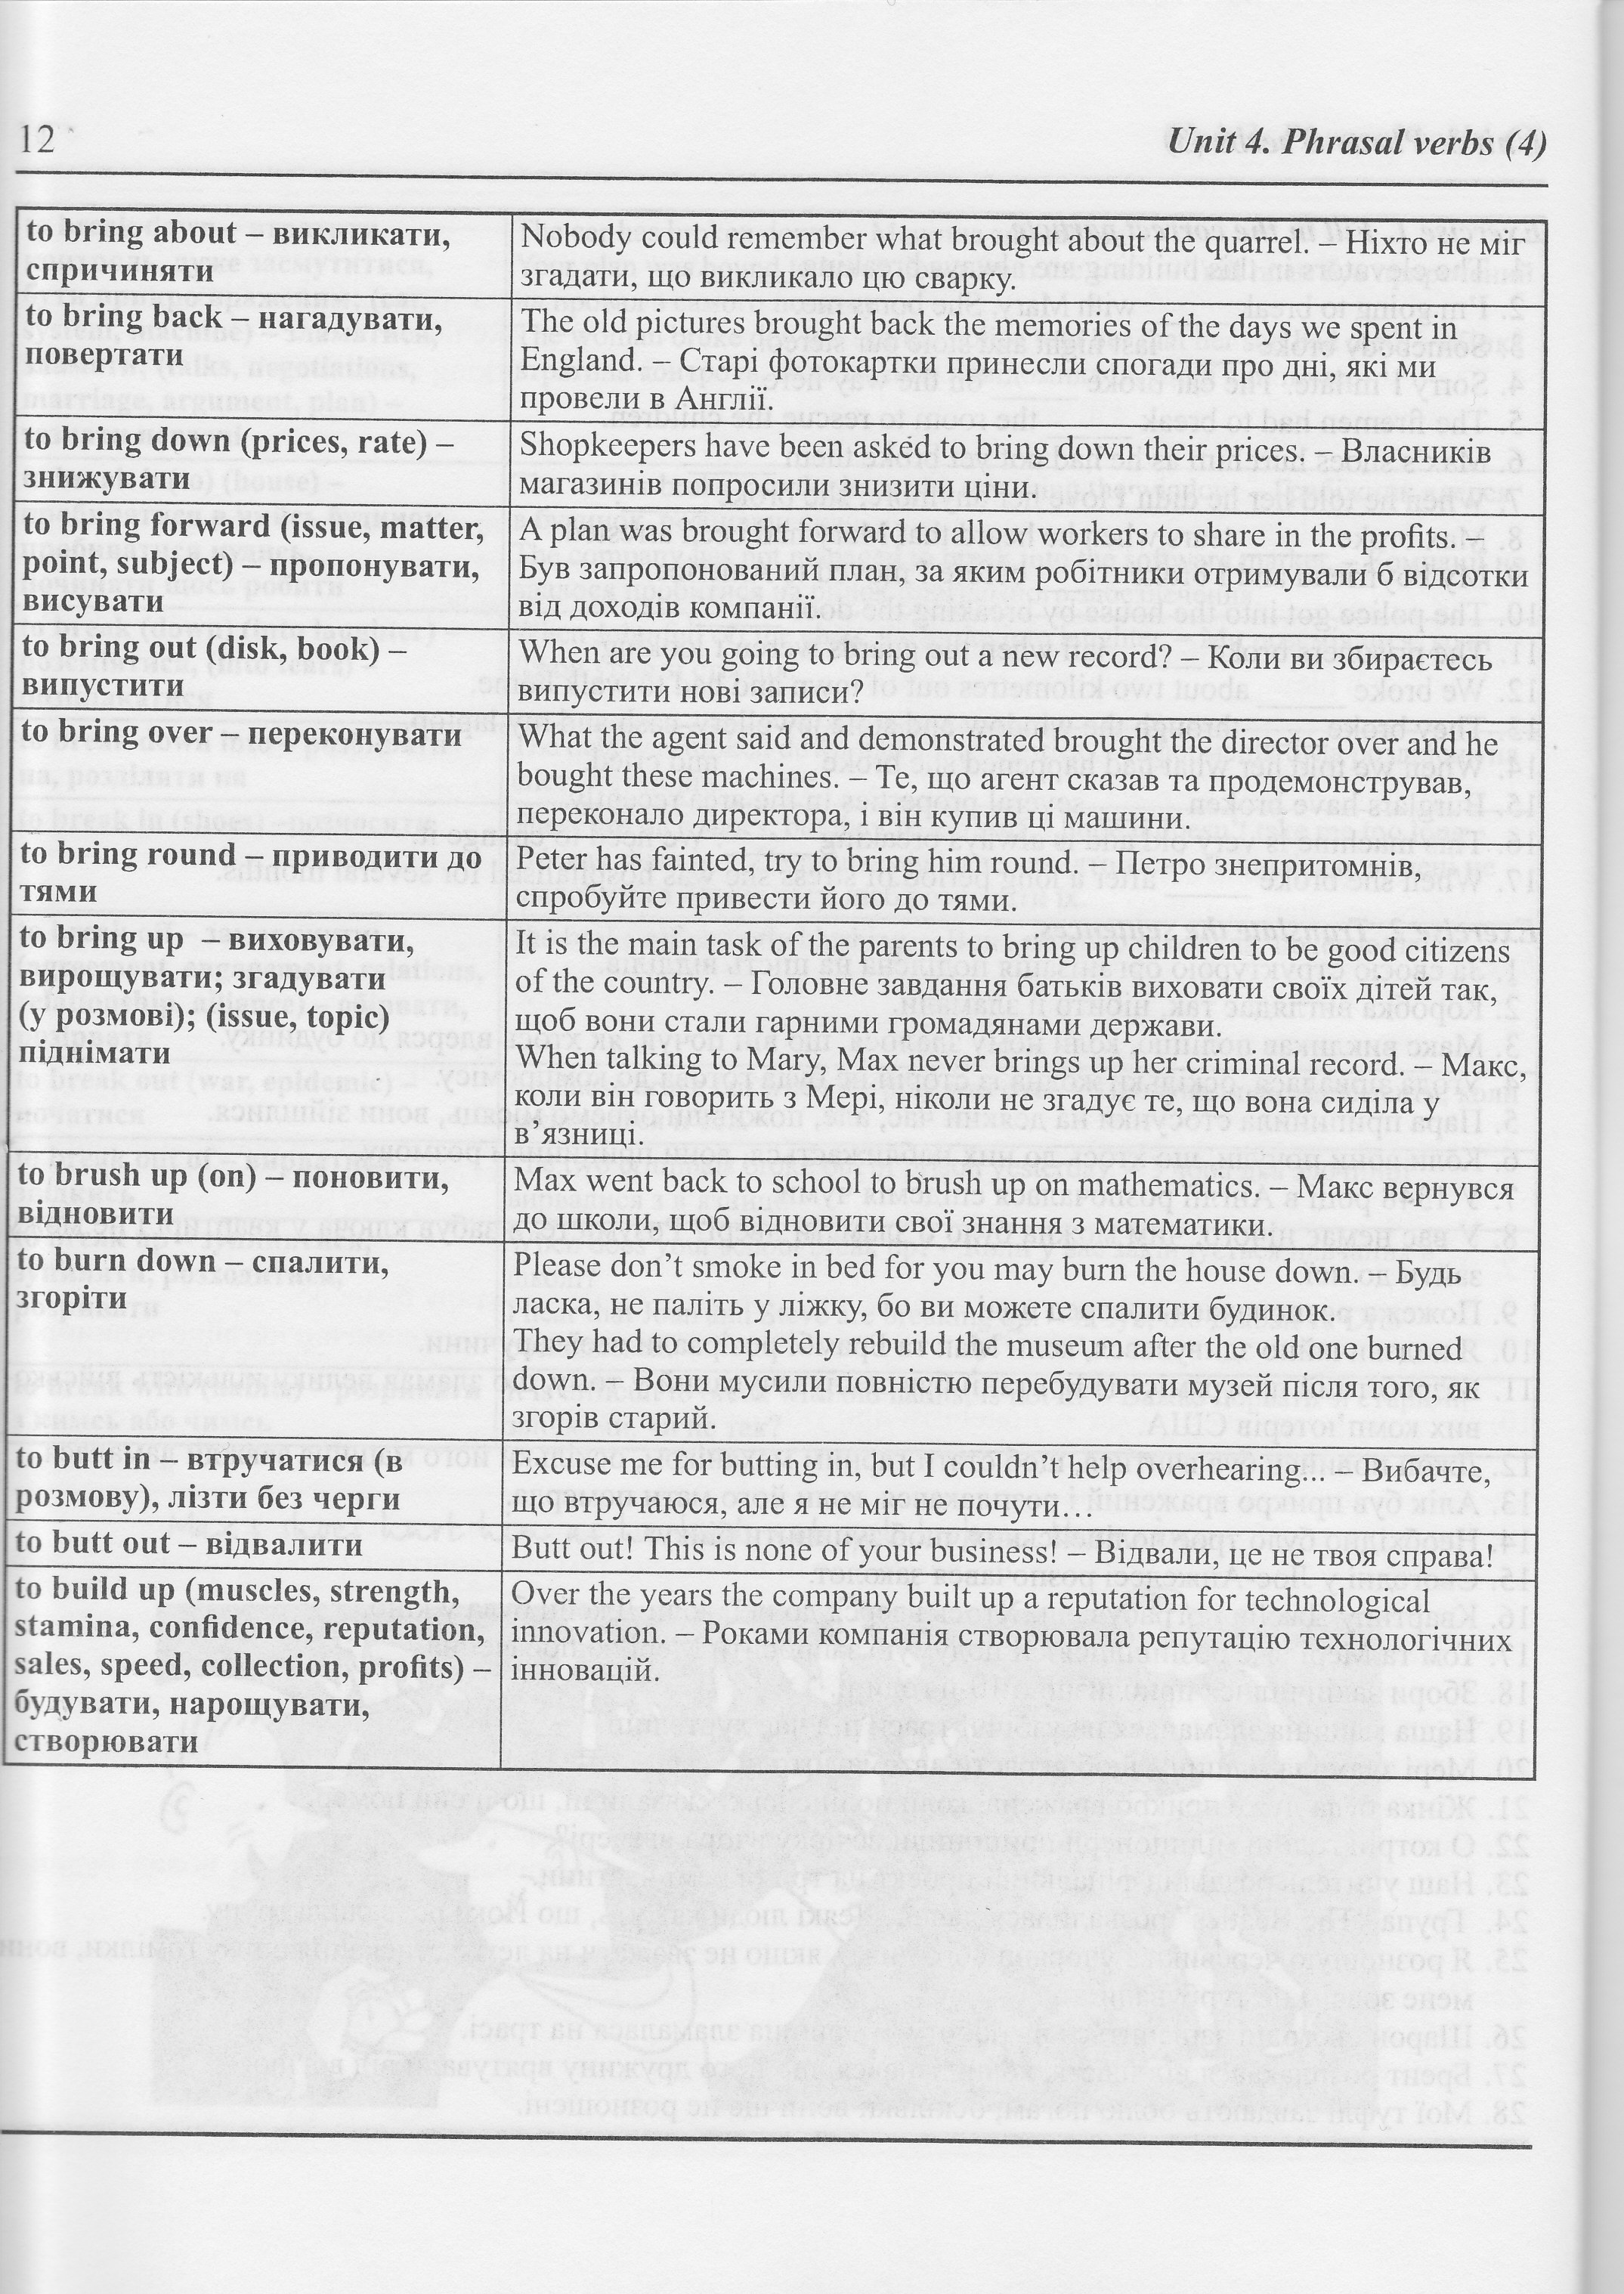 12
Unit 4. Phrasal verbs (4)
to bring about – викликати,
спричиняти
Nobody could remember what brought about the quarrel. – Ніхто не міг
згадати, що викликало цю сварку.
to bring back – нагадувати,
повертати
The old pictures brought back the memories of the days we spent in
England. – Старі фотокартки принесли спогади про дні, які ми
провели в Англії.
to bring down (prices, rate) –
знижувати
Shopkeepers have been asked to bring down their prices. – Власників
магазинів попросили знизити ціни.
to bring forward (issue, matter,
point, subject) – пропонувати,
висувати
A plan was brought forward to allow workers to share in the profits. –
Був запропонований план, за яким робітники отримували б відсотки
від доходів компанії.
to bring out (disk, book) –
випустити
When are you going to bring out a new record? – Коли ви збираєтесь
випустити нові записи?
to bring over – переконувати
What the agent said and demonstrated brought the director over and he
bought these machines. – Те, що агент сказав та продемонстрував,
переконало директора, і він купив ці машини.
to bring round – приводити до
тями
Peter has fainted, try to bring him round. – Петро знепритомнів,
спробуйте привести його до тями.
to bring up – виховувати,
вирощувати; згадувати
(у розмові); (issue, topic)
піднімати
It is the main task of the parents to bring up children to be good citizens
of the country. – Головне завдання батьків виховати своїх дітей так,
щоб вони стали гарними громадянами держави.
When talking to Mary, Max never brings up her criminal record. – Макс,
коли він говорить з Мері, ніколи не згадує те, що вона сиділа у
в’язниці.
to brush up (on) – поновити,
відновити
Max went back to school to brush up on mathematics. – Макс вернувся
до школи, щоб відновити свої знання з математики.
to burn down – спалити,
згоріти
Please don’t smoke in bed for you may burn the house down. – Будь
ласка, не паліть у ліжку, бо ви можете спалити будинок.
They had to completely rebuild the museum after the old one burned
down. – Вони мусили повністю перебудувати музей після того, як
згорів старий.
to butt in – втручатися (в
розмову), лізти без черги
Excuse me for butting in, but I couldn’t help overhearing... – Вибачте,
що втручаюся, але я не міг не почути…
to butt out – відвалити
Butt out! This is none of your business! – Відвали, це не твоя справа!
to build up (muscles, strength,
stamina, confidence, reputation,
sales, speed, collection, profits) –
будувати, нарощувати,
створювати
Over the years the company built up a reputation for technological
innovation. – Роками компанія створювала репутацію технологічних
інновацій.